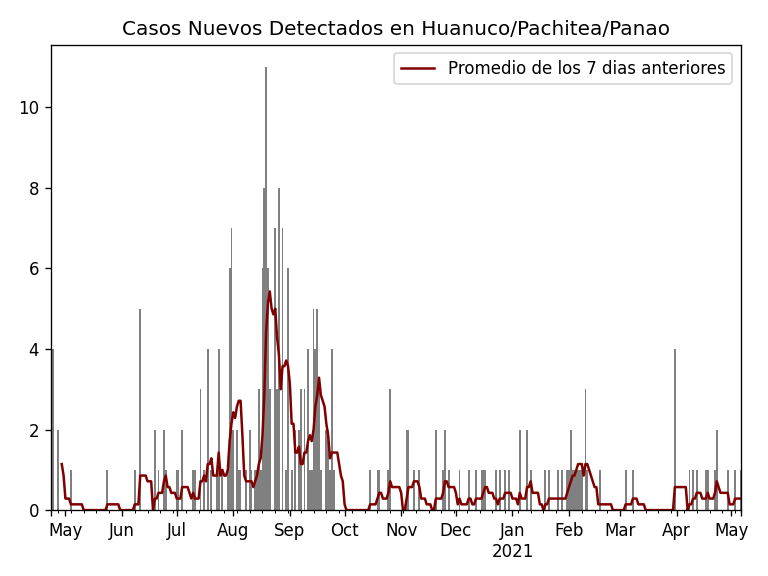 Casos Nuevos Detectados en Huanuco/Pachitea/Panao
Promedio de los 7 dias anteriores
10
8
6
4
2
0
May Jun Jul Aug Sep Oct Nov Dec Jan Feb Mar Apr May
2021